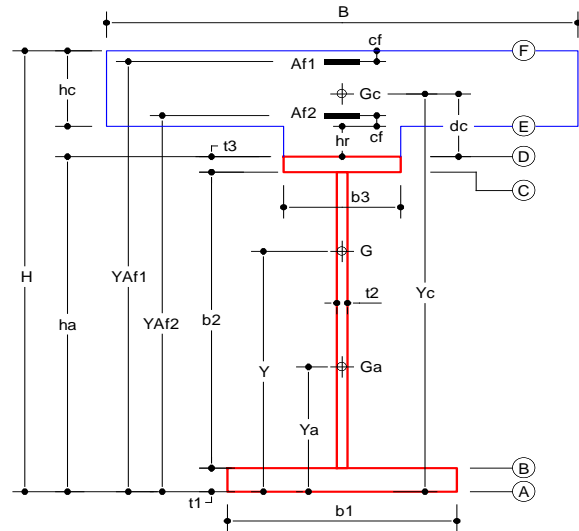 B
cf
F
Af1
hc
Gc
Af2
dc
E
cf
hr
t3
D
C
b3
G
H
YAf1
Yc
t2
ha
YAf2
b2
Y
Ga
Ya
B
A
t1
b1